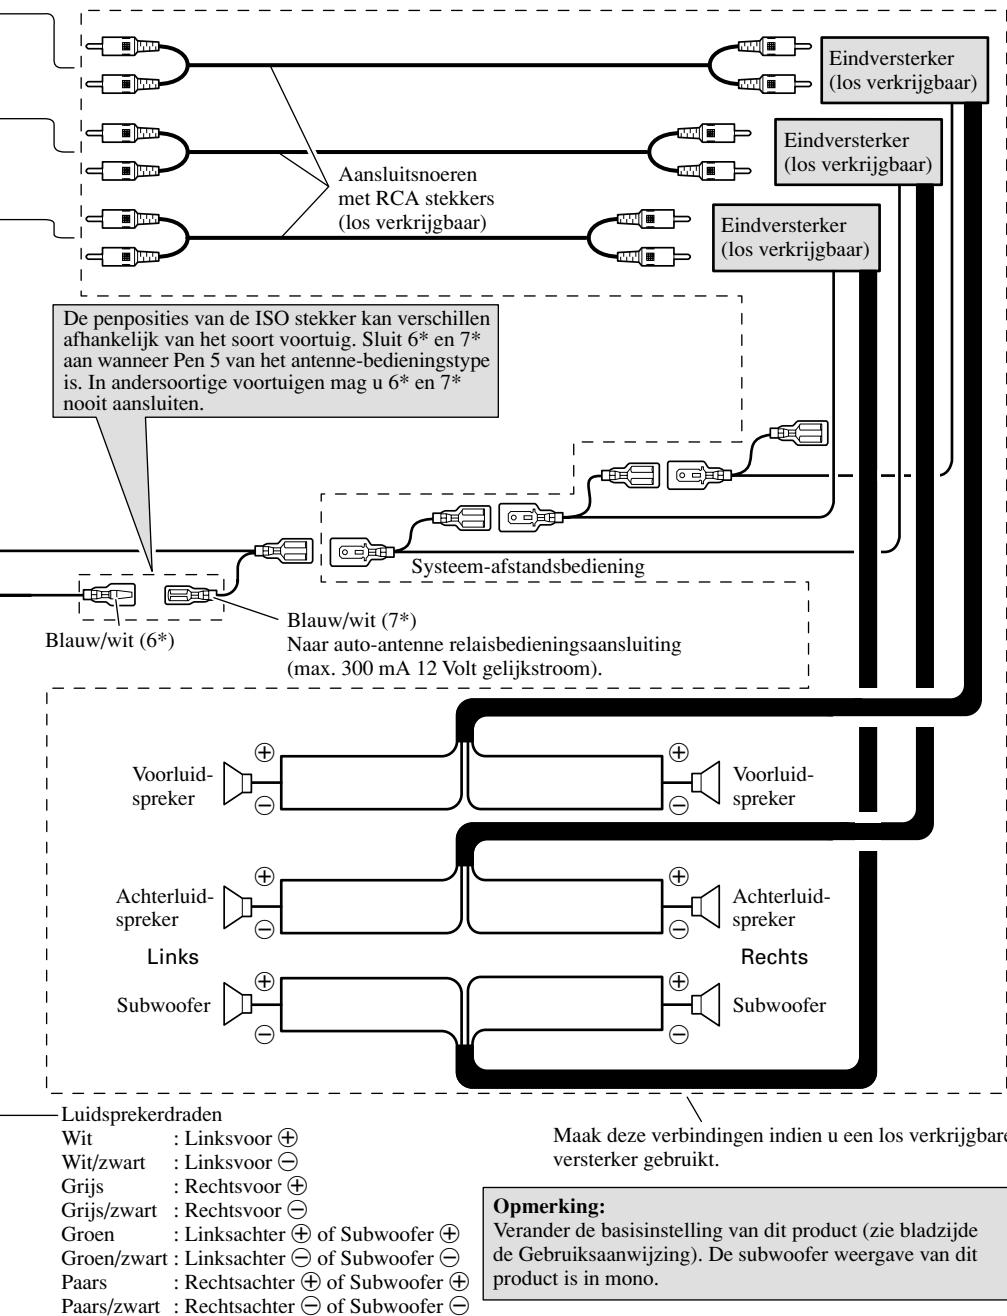 Eindversterker
(los verkrijgbaar)
Eindversterker
(los verkrijgbaar)
Eindversterker
(los verkrijgbaar)
Aansluitsnoeren
met RCA stekkers
(los verkrijgbaar)
De penposities van de ISO stekker kan verschillen
afhankelijk van het soort voortuig. Sluit 6* en 7*
aan wanneer Pen 5 van het antenne-bedieningstype
is. In andersoortige voortuigen mag u 6* en 7*
nooit aansluiten.
Systeem-afstandsbediening
Blauw/wit (6*)
Blauw/wit (7*)
Naar auto-antenne relaisbedieningsaansluiting
(max. 300 mA 12 Volt gelijkstroom).
Voorluid-
spreker
⊕
⊖
⊕
⊖
Voorluid-
spreker
Achterluid-
spreker
⊕
⊖
⊕
⊖
Achterluid-
spreker
Links
Rechts
Subwoofer
⊕
⊖
⊕
⊖
Subwoofer
Luidsprekerdraden
Wit : Linksvoor ⊕
Wit/zwart : Linksvoor ⊖
Grijs : Rechtsvoor ⊕
Grijs/zwart : Rechtsvoor ⊖
Groen : Linksachter ⊕ of Subwoofer ⊕
Groen/zwart : Linksachter ⊖ of Subwoofer ⊖
Paars : Rechtsachter ⊕ of Subwoofer ⊕
Paars/zwart : Rechtsachter ⊖ of Subwoofer ⊖
Maak deze verbindingen indien u een los verkrijgbare
versterker gebruikt.
Opmerking:
Verander de basisinstelling van dit product (zie bladzijde
de Gebruiksaanwijzing). De subwoofer weergave van dit
product is in mono.